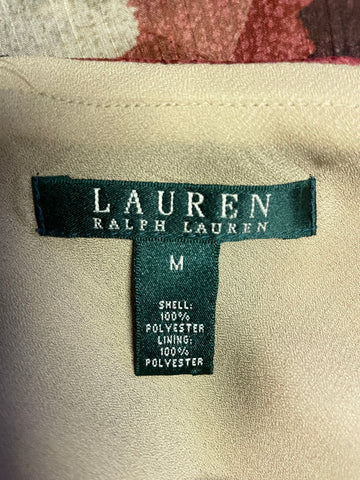 LAUREN
RALPH LAUREN
M
SHELL:
100%
POLYESTER
LINING:
100%
POLYESTER